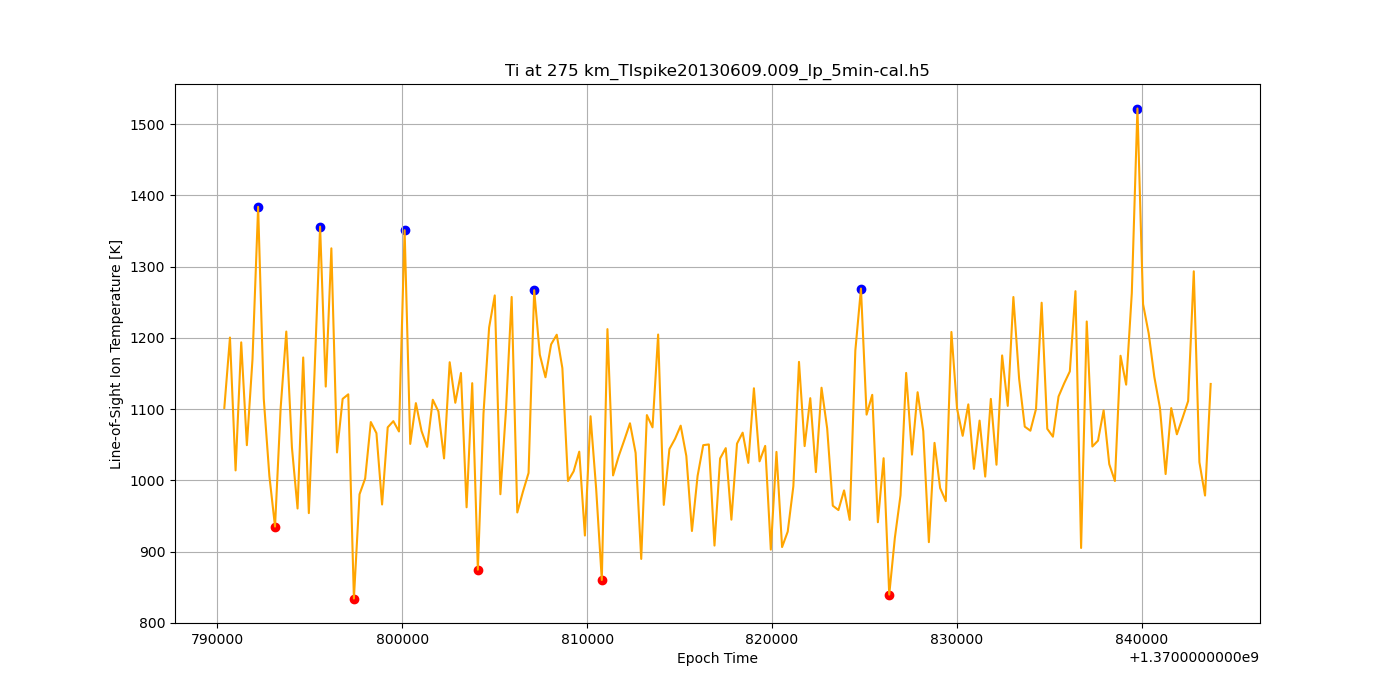 Ti at 275 km_TIspike20130609.009_lp_5min-cal.h5
Line-of-Sight Ion Temperature [K]
1500
1400
1300
1200
1100
1000
900
800
790000 800000 810000 820000 830000 840000
Epoch Time
+1.3700000000e9